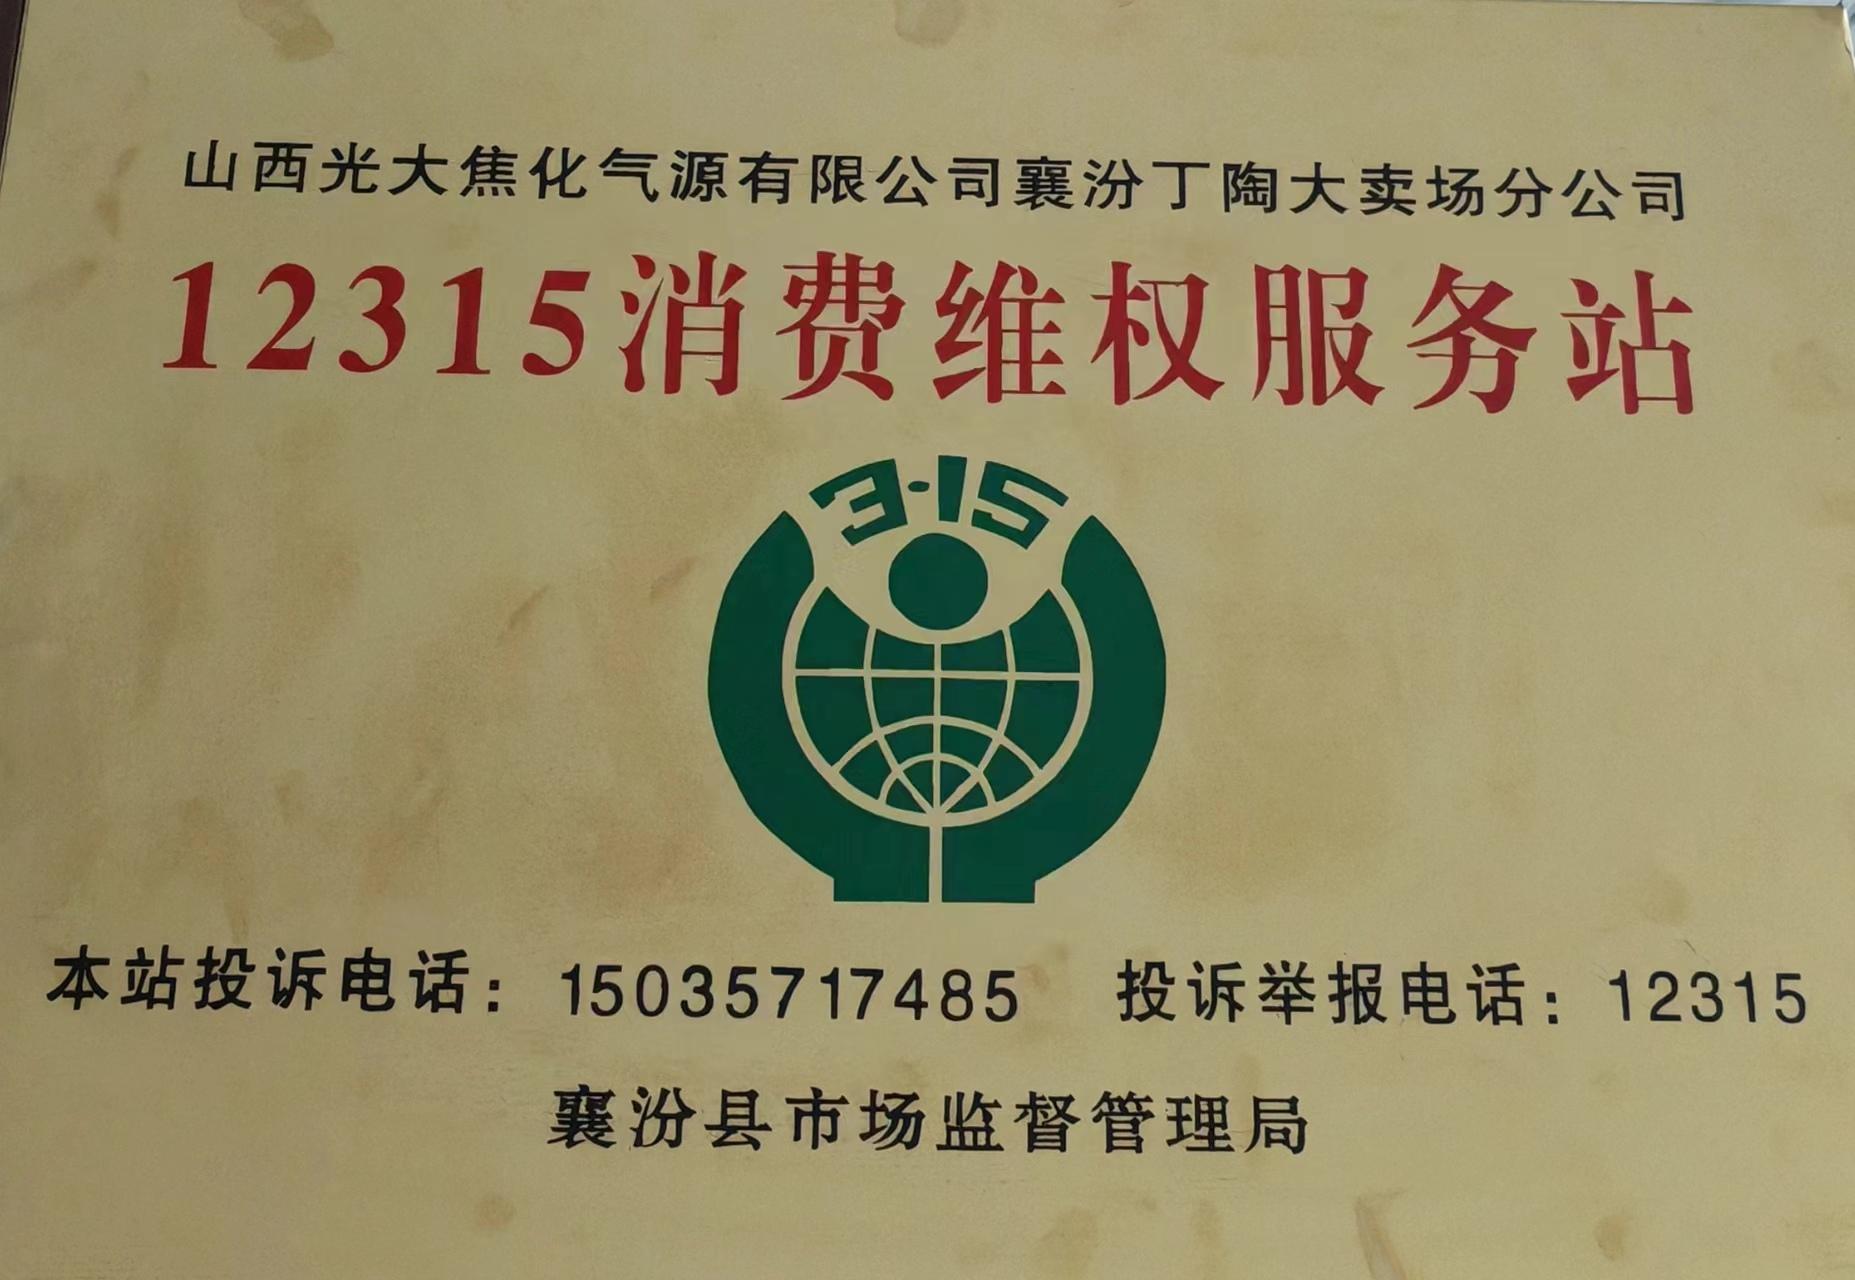 山西光大焦化气源有限公司襄汾丁陶大卖场分公司
12315消费维权服务站
3·15
本站投诉电话：15035717485 投诉举报电话：12315
襄汾县市场监督管理局